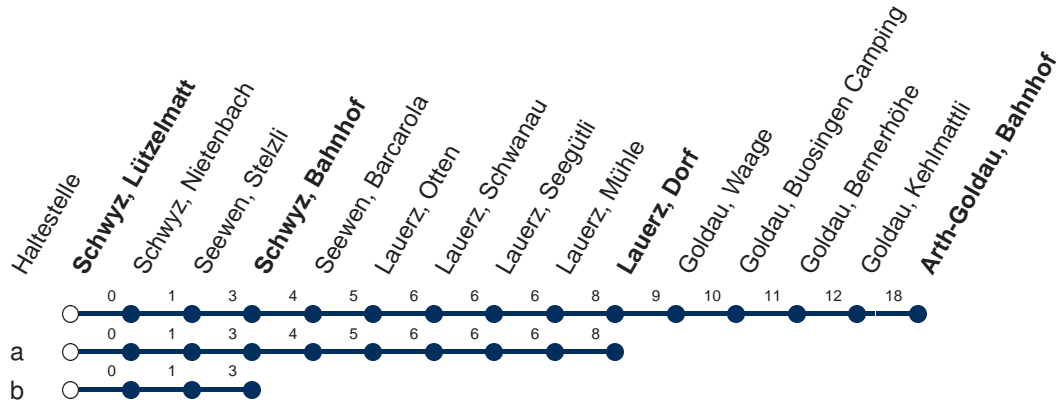 Haltestelle
Schwyz, Lützelmatt
Schwyz, Nietenbach
Seewen, Stelzli
Schwyz, Bahnhof
Seewen, Barcarola
Lauerz, Otten
Lauerz, Schwanau
Lauerz, Seegütli
Lauerz, Mühle
Lauerz, Dorf
Goldau, Waage
Goldau, Buosingen Camping
Goldau, Bernerhöhe
Goldau, Kehlmattli
Arth-Goldau, Bahnhof
0 1 3 4 5 6 6 6 8 9 10 11 12 18
a 0 1 3 4 5 6 6 6 8
b 0 1 3